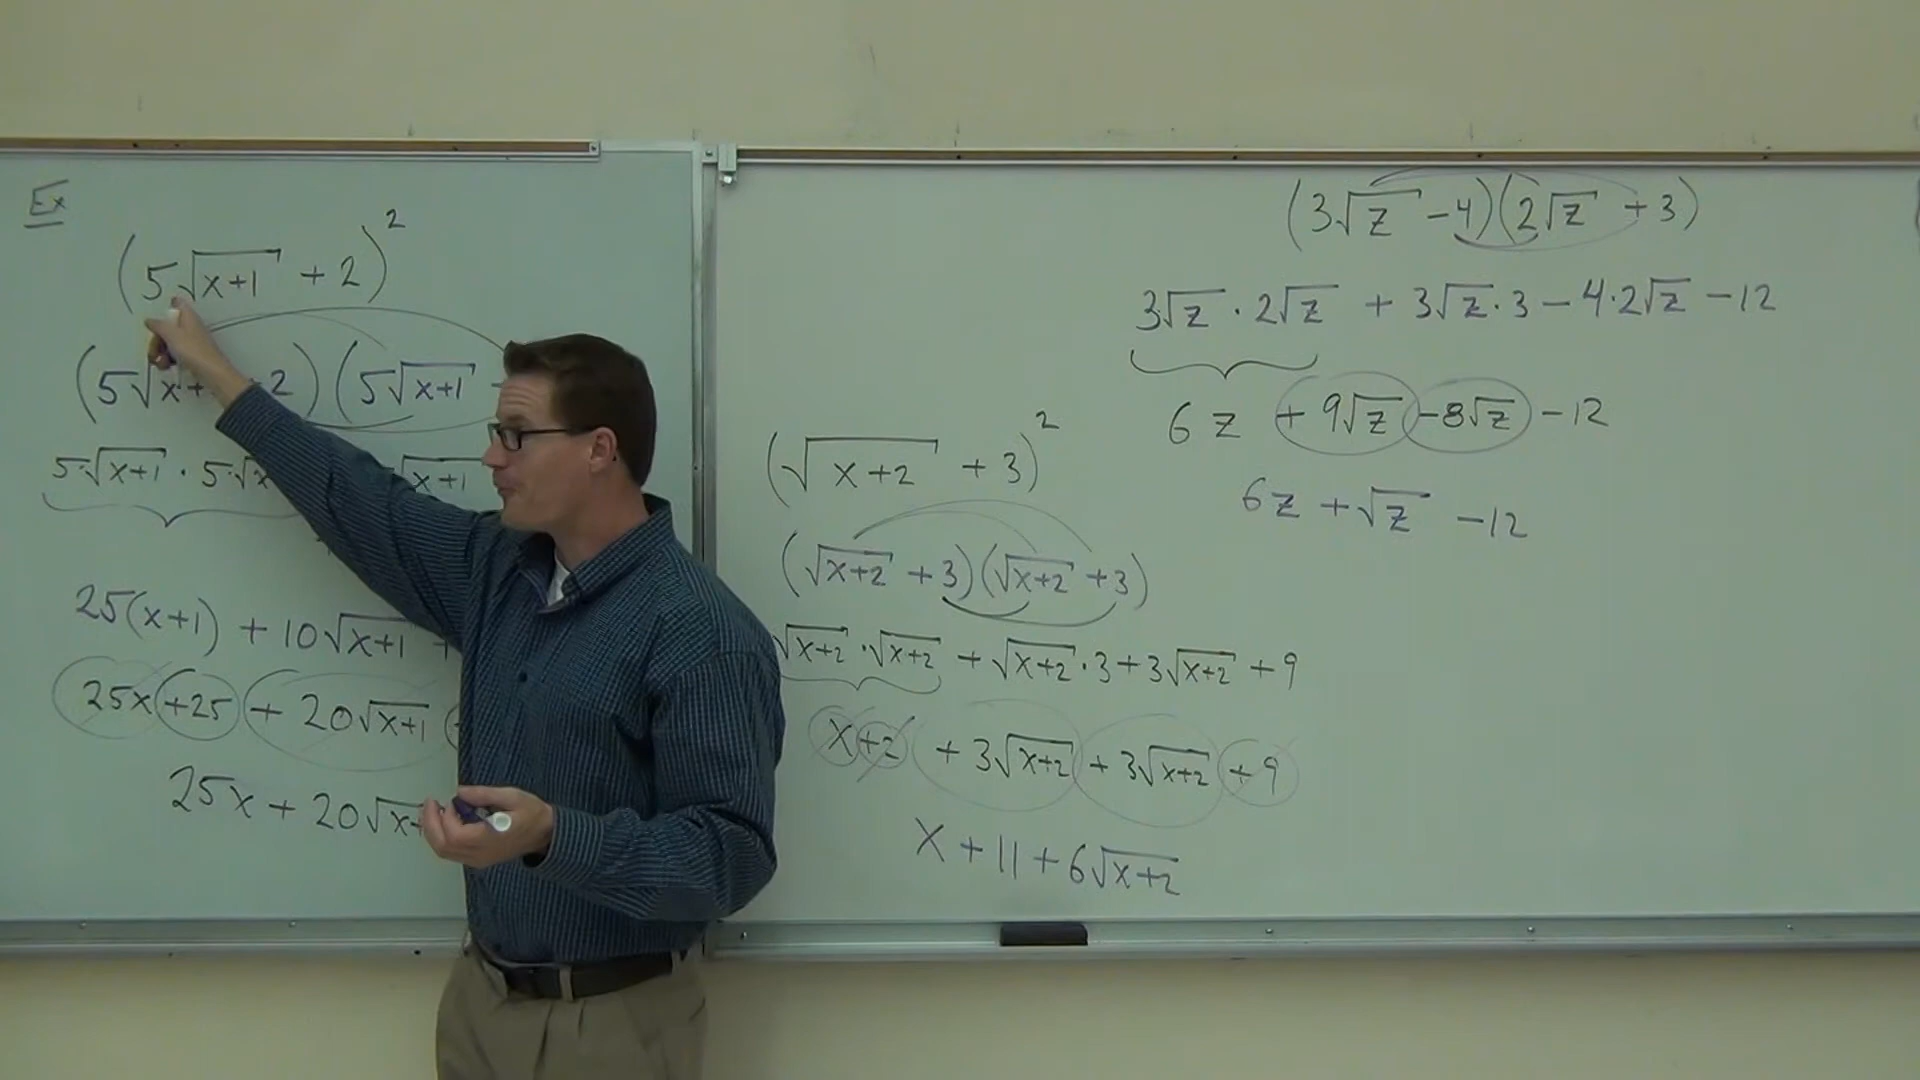 Ex
(5√(x+1) + 2)²
(5√x+ +2)(5√(x+1)
5√(x+1) · 5√x √(x+1)
25(x+1) + 10√(x+1) +
25x +25 + 20√(x+1)
25x + 20√x+
(√(x+2) + 3)²
(√(x+2) + 3)(√(x+2) + 3)
√(x+2) · √(x+2) + √(x+2) · 3 + 3√(x+2) + 9
x +2 + 3√(x+2) + 3√(x+2) + 9
x + 11 + 6√(x+2)
(3√z - 4)(2√z + 3)
3√z · 2√z + 3√z · 3 - 4 · 2√z - 12
6z + 9√z - 8√z - 12
6z + √z - 12